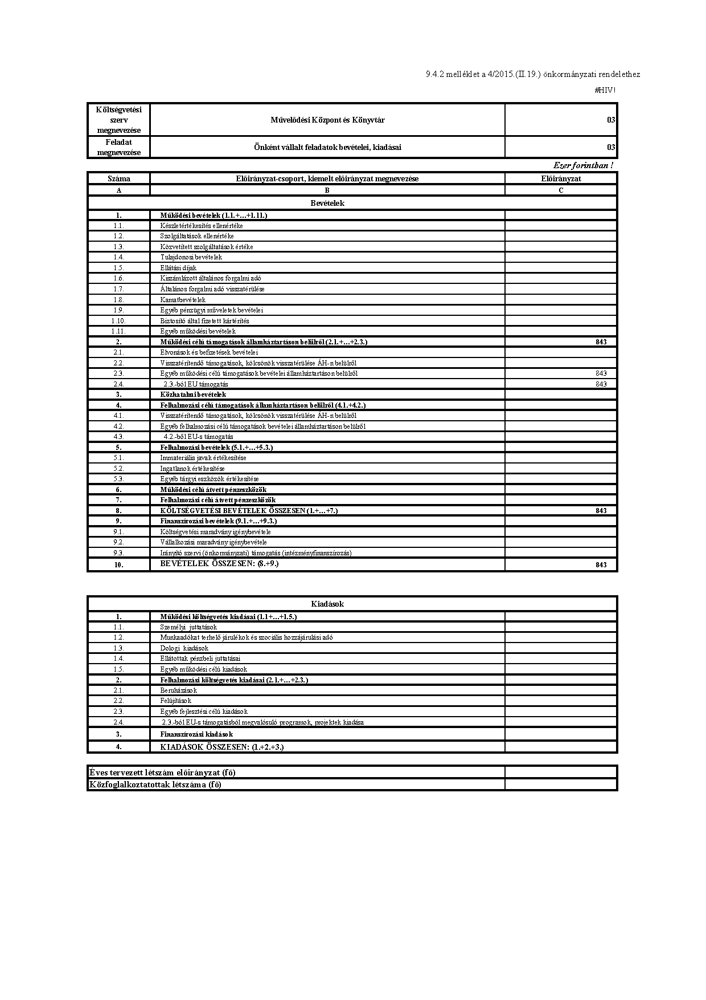 9.4.2 melléklet a 4/2015.(II.19.) önkormányzati rendelethez
#HIV!
Költségvetési szerv megnevezése Művelődési Központ és Könyvtár 03
Feladat megnevezése Önként vállalt feladatok bevételei, kiadásai 03
Ezer forintban !
Száma Előirányzat-csoport, kiemelt előirányzat megnevezése Előirányzat
A B C
Bevételek
1. Működési bevételek (1.1.+…+1.11.)
1.1. Készletértékesítés ellenértéke
1.2. Szolgáltatások ellenértéke
1.3. Közvetített szolgáltatások értéke
1.4. Tulajdonosi bevételek
1.5. Ellátási díjak
1.6. Kiszámlázott általános forgalmi adó
1.7. Általános forgalmi adó visszatérülése
1.8. Kamatbevételek
1.9. Egyéb pénzügyi műveletek bevételei
1.10. Biztosító által fizetett kártérítés
1.11. Egyéb működési bevételek
2. Működési célú támogatások államháztartáson belülről (2.1.+…+2.3.) 843
2.1. Elvonások és befizetések bevételei
2.2. Visszatérítendő támogatások, kölcsönök visszatérülése ÁH-n belülről
2.3. Egyéb működési célú támogatások bevételei államháztartáson belülről 843
2.4. 2.3.-ból EU támogatás 843
3. Közhatalmi bevételek
4. Felhalmozási célú támogatások államháztartáson belülről (4.1.+4.2.)
4.1. Visszatérítendő támogatások, kölcsönök visszatérülése ÁH-n belülről
4.2. Egyéb felhalmozási célú támogatások bevételei államháztartáson belülről
4.3. 4.2.-ből EU-s támogatás
5. Felhalmozási bevételek (5.1.+…+5.3.)
5.1. Immateriális javak értékesítése
5.2. Ingatlanok értékesítése
5.3. Egyéb tárgyi eszközök értékesítése
6. Működési célú átvett pénzeszközök
7. Felhalmozási célú átvett pénzeszközök
8. KÖLTSÉGVETÉSI BEVÉTELEK ÖSSZESEN (1.+…+7.) 843
9. Finanszírozási bevételek (9.1.+…+9.3.)
9.1. Költségvetési maradvány igénybevétele
9.2. Vállalkozási maradvány igénybevétele
9.3. Irányító szervi (önkormányzati) támogatás (intézményfinanszírozás)
10. BEVÉTELEK ÖSSZESEN: (8.+9.) 843
Kiadások
1. Működési költségvetés kiadásai (1.1+…+1.5.)
1.1. Személyi juttatások
1.2. Munkaadókat terhelő járulékok és szociális hozzájárulási adó
1.3. Dologi kiadások
1.4. Ellátottak pénzbeli juttatásai
1.5. Egyéb működési célú kiadások
2. Felhalmozási költségvetés kiadásai (2.1.+…+2.3.)
2.1. Beruházások
2.2. Felújítások
2.3. Egyéb fejlesztési célú kiadások
2.4. 2.3.-ból EU-s támogatásból megvalósuló programok, projektek kiadása
3. Finanszírozási kiadások
4. KIADÁSOK ÖSSZESEN: (1.+2.+3.)
Éves tervezett létszám előirányzat (fő)
Közfoglalkoztatottak létszáma (fő)